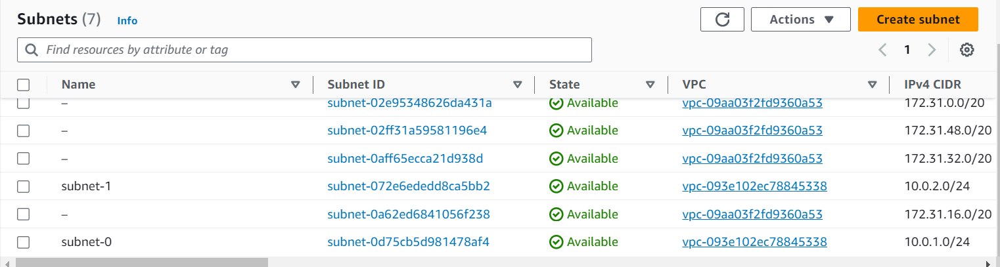 Subnets (7) Info Actions Create subnet
Find resources by attribute or tag 1
Name Subnet ID State VPC IPv4 CIDR
– subnet-02e95348626da431a Available vpc-09aa03f2fd9360a53 172.31.0.0/20
– subnet-02ff31a59581196e4 Available vpc-09aa03f2fd9360a53 172.31.48.0/20
– subnet-0aff65ecca21d938d Available vpc-09aa03f2fd9360a53 172.31.32.0/20
subnet-1 subnet-072e6ededd8ca5bb2 Available vpc-093e102ec78845338 10.0.2.0/24
– subnet-0a62ed6841056f238 Available vpc-09aa03f2fd9360a53 172.31.16.0/20
subnet-0 subnet-0d75cb5d981478af4 Available vpc-093e102ec78845338 10.0.1.0/24